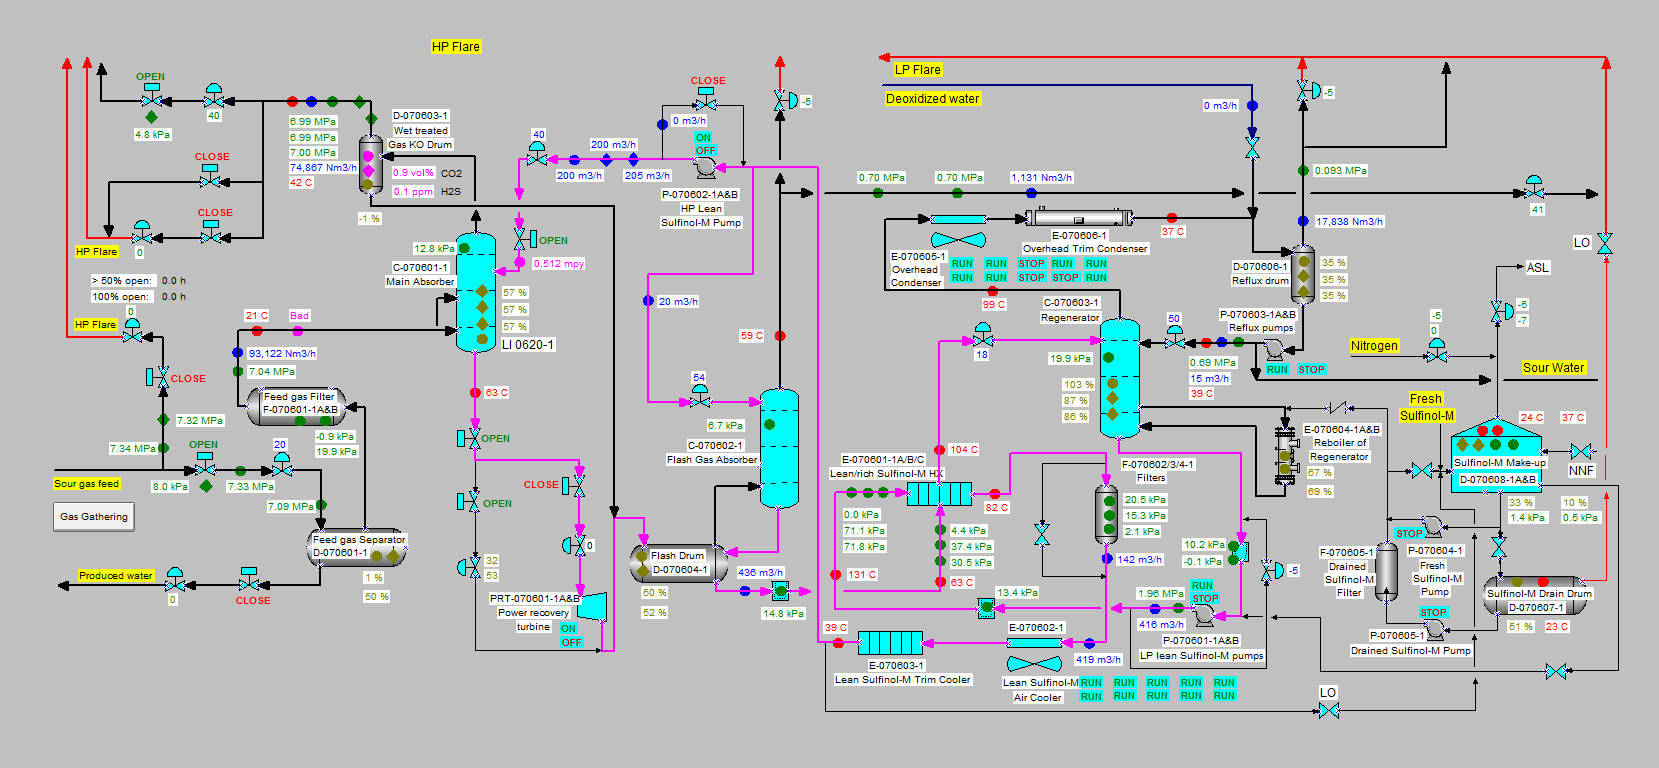 HP Flare
OPEN
40
4.8 kPa
CLOSE
CLOSE
0
HP Flare
> 50% open: 0.0 h
100% open: 0.0 h
HP Flare
0
6.99 MPa
6.99 MPa
7.00 MPa
74,867 Nm3/h
42 C
D-070603-1
Wet treated
Gas KO Drum
0.9 vol% CO2
0.1 ppm H2S
-1 %
12.8 kPa
C-070601-1
Main Absorber
57 %
57 %
57 %
LI 0620-1
OPEN
0.512 mpy
40
200 m3/h
200 m3/h
205 m3/h
CLOSE
0 m3/h
ON
OFF
P-070602-1A&B
HP Lean
Sulfinol-M Pump
-5
20 m3/h
59 C
54
6.7 kPa
C-070602-1
Flash Gas Absorber
21 C
Bad
93,122 Nm3/h
7.04 MPa
CLOSE
7.32 MPa
7.34 MPa
Feed gas Filter
F-070601-1A&B
-0.9 kPa
19.9 kPa
OPEN
20
Sour gas feed
8.0 kPa
7.33 MPa
7.09 MPa
Gas Gathering
Feed gas Separator
D-070601-1
1 %
50 %
Produced water
0
CLOSE
63 C
OPEN
CLOSE
OPEN
0
32
53
PRT-070601-1A&B
Power recovery
turbine
ON
OFF
Flash Drum
D-070604-1
50 %
52 %
436 m3/h
14.8 kPa
LP Flare
Deoxidized water
0 m3/h
-5
0.70 MPa
0.70 MPa
1,131 Nm3/h
0.093 MPa
41
17,838 Nm3/h
E-070606-1
Overhead Trim Condenser
37 C
E-070605-1
Overhead
Condenser
RUN RUN STOP RUN RUN
RUN RUN STOP STOP RUN
99 C
D-070606-1
Reflux drum
35 %
35 %
35 %
LO
ASL
-5
-7
C-070603-1
Regenerator
18
19.9 kPa
103 %
87 %
86 %
50
P-070603-1A&B
Reflux pumps
0.69 MPa
15 m3/h
39 C
RUN STOP
-5
0
Nitrogen
Sour Water
Fresh
Sulfinol-M
E-070604-1A&B
Reboiler of
Regenerator
67 %
69 %
24 C
37 C
Sulfinol-M Make-up
D-070608-1A&B
NNF
33 %
1.4 kPa
10 %
0.5 kPa
104 C
E-070601-1A/B/C
Lean/rich Sulfinol-M HX
82 C
0.0 kPa
71.1 kPa
71.8 kPa
4.4 kPa
37.4 kPa
30.5 kPa
131 C
63 C
F-070602/3/4-1
Filters
20.5 kPa
15.3 kPa
2.1 kPa
142 m3/h
10.2 kPa
-0.1 kPa
-5
13.4 kPa
1.96 MPa
RUN
STOP
416 m3/h
P-070601-1A&B
LP lean Sulfinol-M pumps
39 C
E-070603-1
Lean Sulfinol-M Trim Cooler
E-070602-1
419 m3/h
Lean Sulfinol-M
Air Cooler
RUN RUN RUN RUN RUN
RUN RUN RUN RUN RUN
F-070605-1
Drained
Sulfinol-M
Filter
STOP
P-070604-1
Fresh
Sulfinol-M
Pump
STOP
P-070605-1
Drained Sulfinol-M Pump
Sulfinol-M Drain Drum
D-070607-1
51 %
23 C
LO